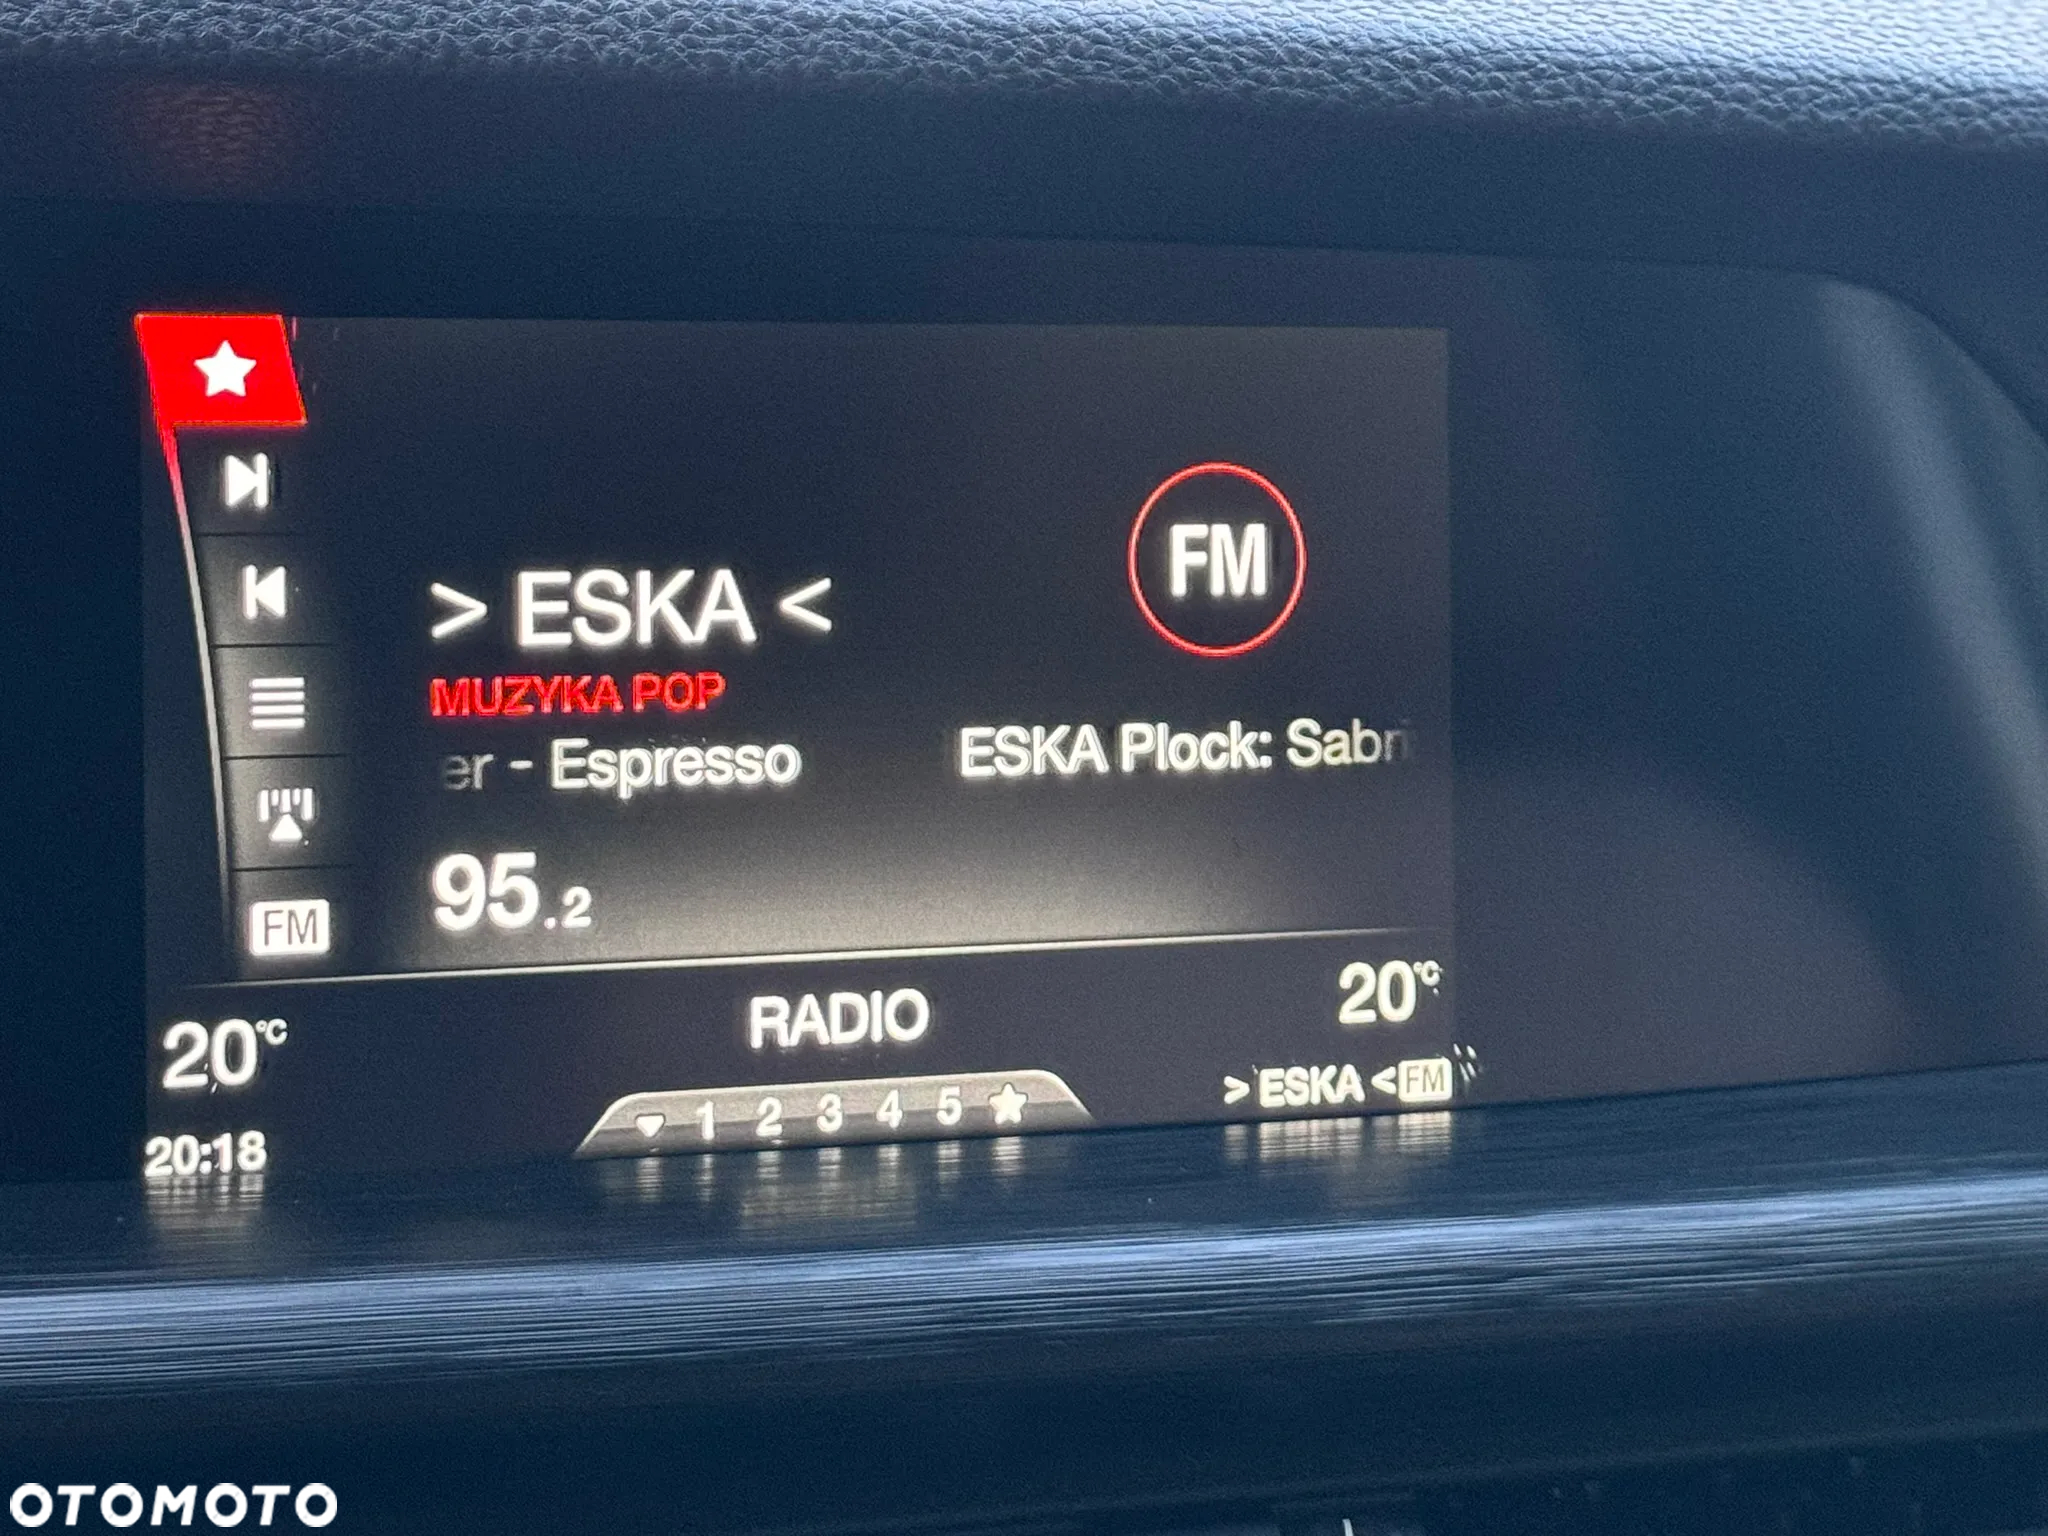 FM
> ESKA <
MUZYKA POP
er - Espresso
ESKA Plock: Sabri
95.2
FM
20°C
RADIO
20°C
1 2 3 4 5
> ESKA < FM
20:18
OTOMOTO